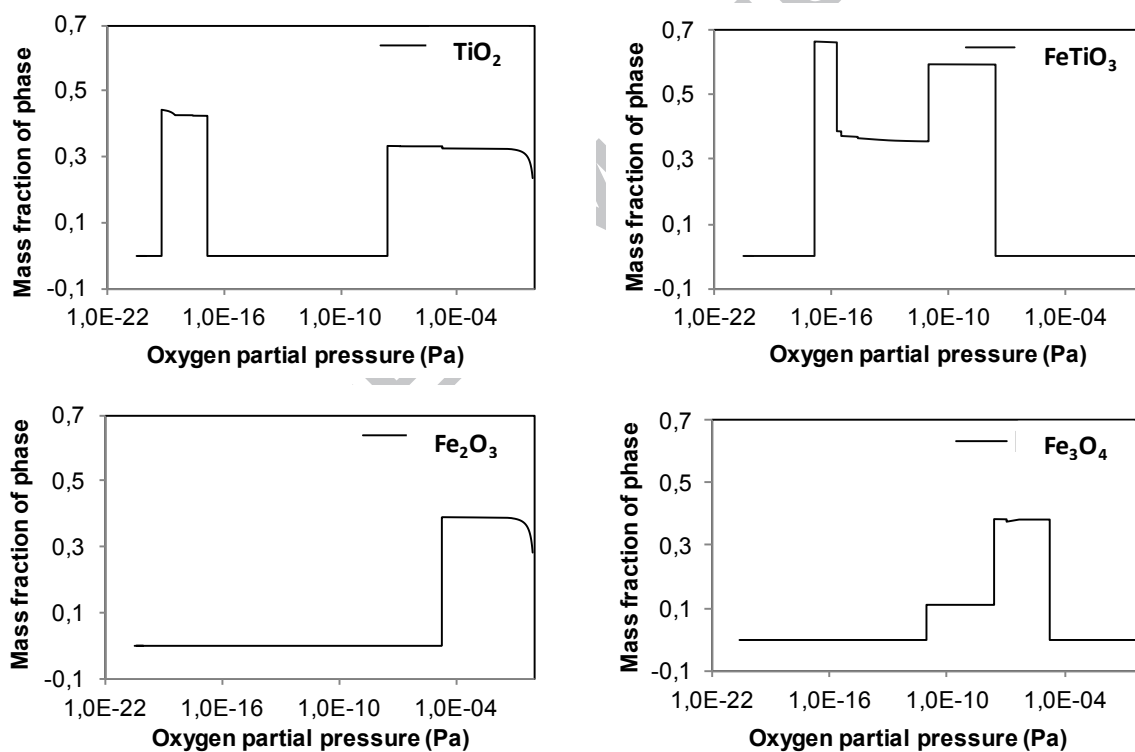 0,7
0,5
0,3
0,1
-0,1
Mass fraction of phase
TiO2
1,0E-22 1,0E-16 1,0E-10 1,0E-04
Oxygen partial pressure (Pa)
0,7
0,5
0,3
0,1
-0,1
Mass fraction of phase
FeTiO3
1,0E-22 1,0E-16 1,0E-10 1,0E-04
Oxygen partial pressure (Pa)
0,7
0,5
0,3
0,1
-0,1
Mass fraction of phase
Fe2O3
1,0E-22 1,0E-16 1,0E-10 1,0E-04
Oxygen partial pressure (Pa)
0,7
0,5
0,3
0,1
-0,1
Mass fraction of phase
Fe3O4
1,0E-22 1,0E-16 1,0E-10 1,0E-04
Oxygen partial pressure (Pa)